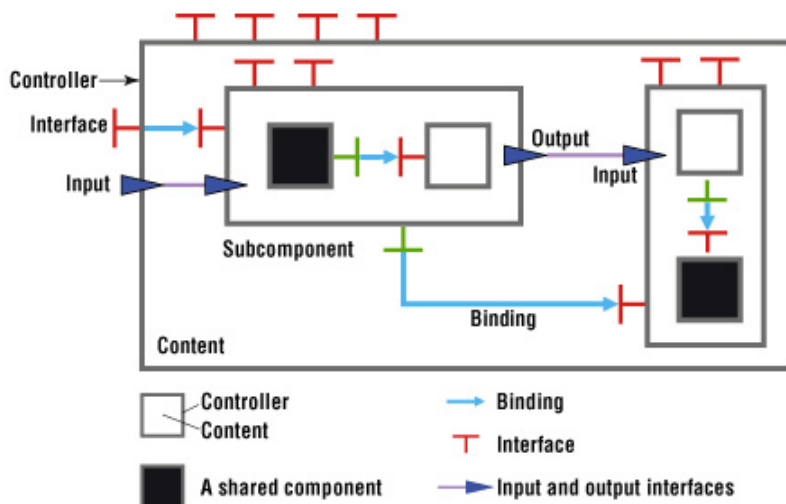 Controller
Interface
Input
Output
Input
Subcomponent
Binding
Content
Controller
Content
Binding
Interface
A shared component
Input and output interfaces